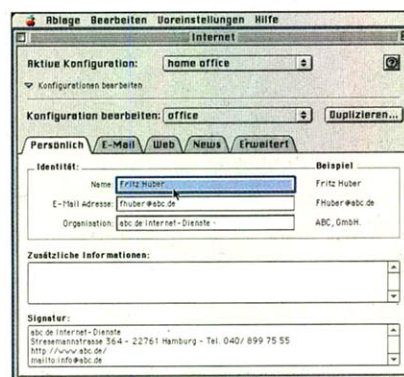 Ablage Bearbeiten Voreinstellungen Hilfe
Internet
Aktive Konfiguration: home office
Konfigurationen bearbeiten
Konfiguration bearbeiten: office Duplizieren...
Persönlich E-Mail Web News Erweitert
Identität: Beispiel
Name: Fritz Huber Fritz Huber
E-Mail Adresse: fhuber@abc.de FHuber@abc.de
Organisation: abc.de Internet-Dienste - ABC, GmbH.
Zusätzliche Informationen:
Signatur:
abc.de Internet-Dienste
Stresemannstrasse 364 - 22761 Hamburg - Tel. 040/ 899 75 55
http://www.abc.de/
mailto:info@abc.de